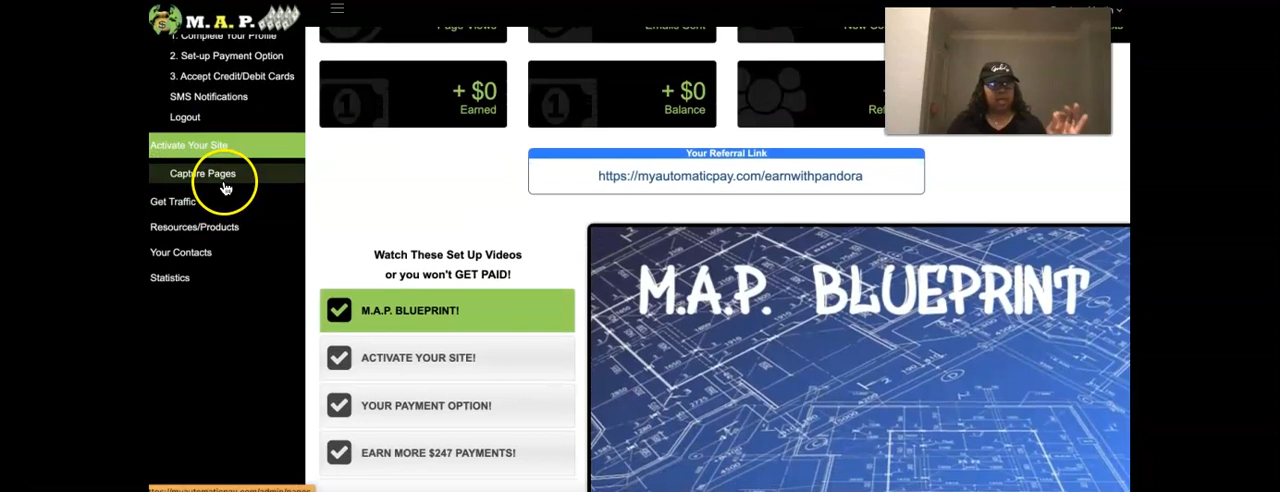 M. A. P.
1. Complete Your Profile
2. Set-up Payment Option
3. Accept Credit/Debit Cards
SMS Notifications
Logout
Activate Your Site
Capture Pages
Get Traffic
Resources/Products
Your Contacts
Statistics
Page Views
Emails Sent
+ $0
Earned
+ $0
Balance
Your Referral Link
https://myautomaticpay.com/earnwithpandora
Watch These Set Up Videos
or you won't GET PAID!
M.A.P. BLUEPRINT!
ACTIVATE YOUR SITE!
YOUR PAYMENT OPTION!
EARN MORE $247 PAYMENTS!
M.A.P. BLUEPRINT